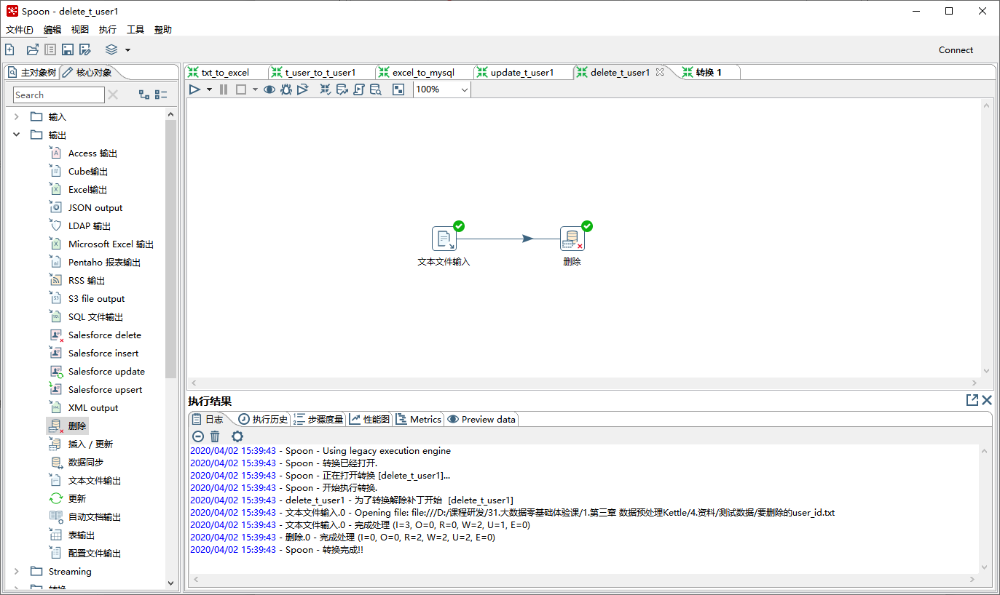 Spoon - delete_t_user1
文件(F) 编辑 视图 执行 工具 帮助
Connect
主对象树 核心对象
txt_to_excel t_user_to_t_user1 excel_to_mysql update_t_user1 delete_t_user1 转换 1
Search
100%
输入
输出
Access 输出
Cube输出
Excel输出
JSON output
LDAP 输出
Microsoft Excel 输出
Pentaho 报表输出
RSS 输出
S3 file output
SQL 文件输出
Salesforce delete
Salesforce insert
Salesforce update
Salesforce upsert
XML output
删除
插入 / 更新
数据同步
文本文件输出
更新
自动文档输出
表输出
配置文件输出
Streaming
转换
文本文件输入 删除
执行结果
日志 执行历史 步骤度量 性能图 Metrics Preview data
2020/04/02 15:39:43 - Spoon - Using legacy execution engine
2020/04/02 15:39:43 - Spoon - 转换已经打开.
2020/04/02 15:39:43 - Spoon - 正在打开转换 [delete_t_user1]...
2020/04/02 15:39:43 - Spoon - 开始执行转换.
2020/04/02 15:39:43 - delete_t_user1 - 为了转换解除补丁开始  [delete_t_user1]
2020/04/02 15:39:43 - 文本文件输入.0 - Opening file: file:///D:/课程研发/31.大数据零基础体验课/1.第三章 数据预处理Kettle/4.资料/测试数据/要删除的user_id.txt
2020/04/02 15:39:43 - 文本文件输入.0 - 完成处理 (I=3, O=0, R=0, W=2, U=1, E=0)
2020/04/02 15:39:43 - 删除.0 - 完成处理 (I=0, O=0, R=2, W=2, U=2, E=0)
2020/04/02 15:39:43 - Spoon - 转换完成!!